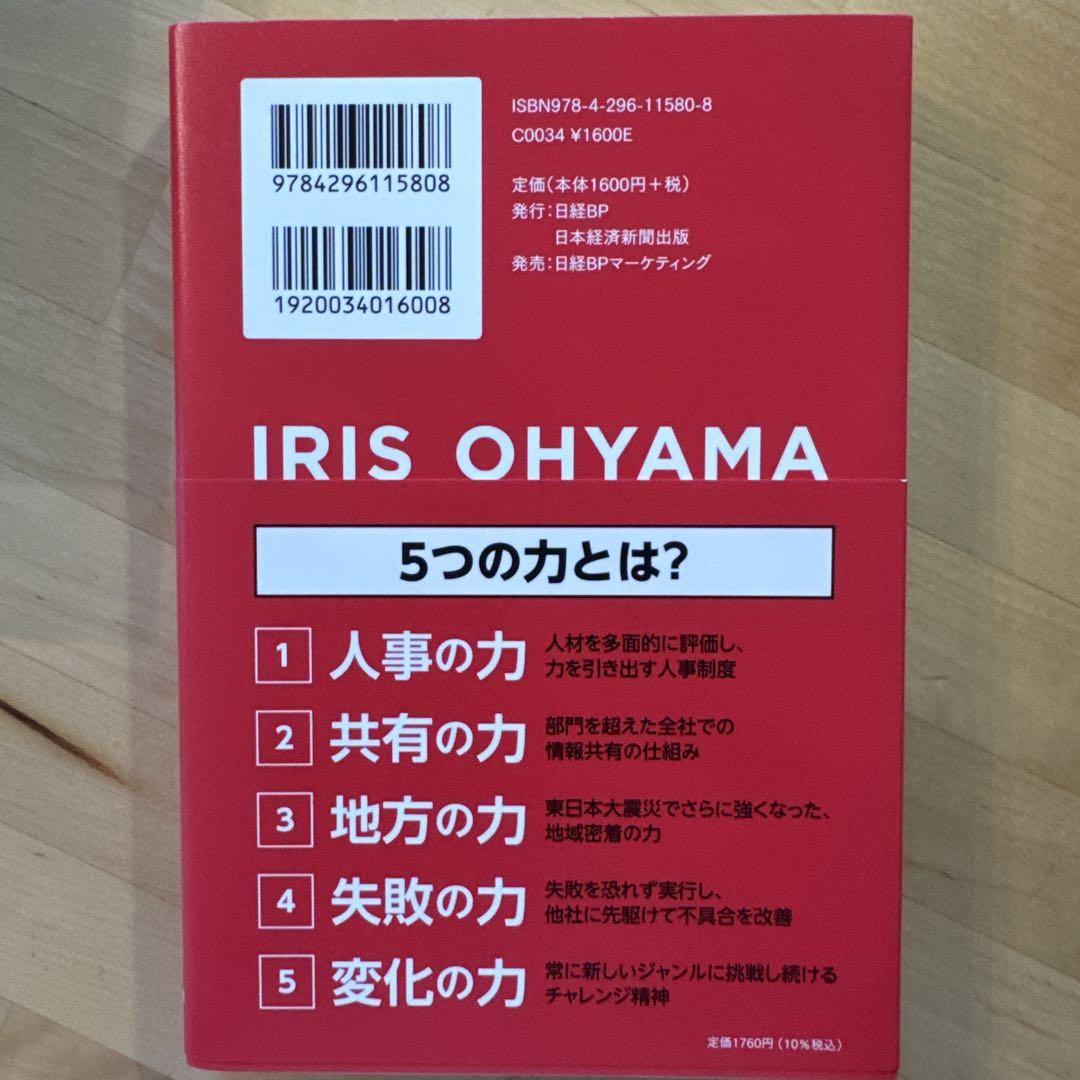 9784296115808
1920034016008
ISBN978-4-296-11580-8
C0034 ¥1600E
定価(本体1600円+税)
発行:日経BP
日本経済新聞出版
発売:日経BPマーケティング
IRIS OHYAMA
5つの力とは?
1 人事の力
人材を多面的に評価し、
力を引き出す人事制度
2 共有の力
部門を超えた全社での
情報共有の仕組み
3 地方の力
東日本大震災でさらに強くなった、
地域密着の力
4 失敗の力
失敗を恐れず実行し、
他社に先駆けて不具合を改善
5 変化の力
常に新しいジャンルに挑戦し続ける
チャレンジ精神
定価1760円(10%税込)